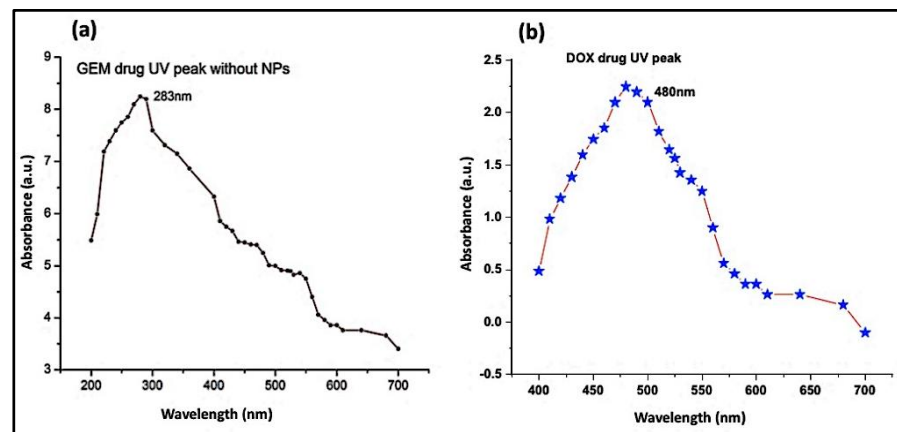 (a)
GEM drug UV peak without NPs
283nm
Absorbance (a.u.)
9
8
7
6
5
4
3
200
300
400
500
600
700
Wavelength (nm)
(b)
DOX drug UV peak
480nm
Absorbance (a.u.)
2.5
2.0
1.5
1.0
0.5
0.0
-0.5
400
450
500
550
600
650
700
Wavelength (nm)